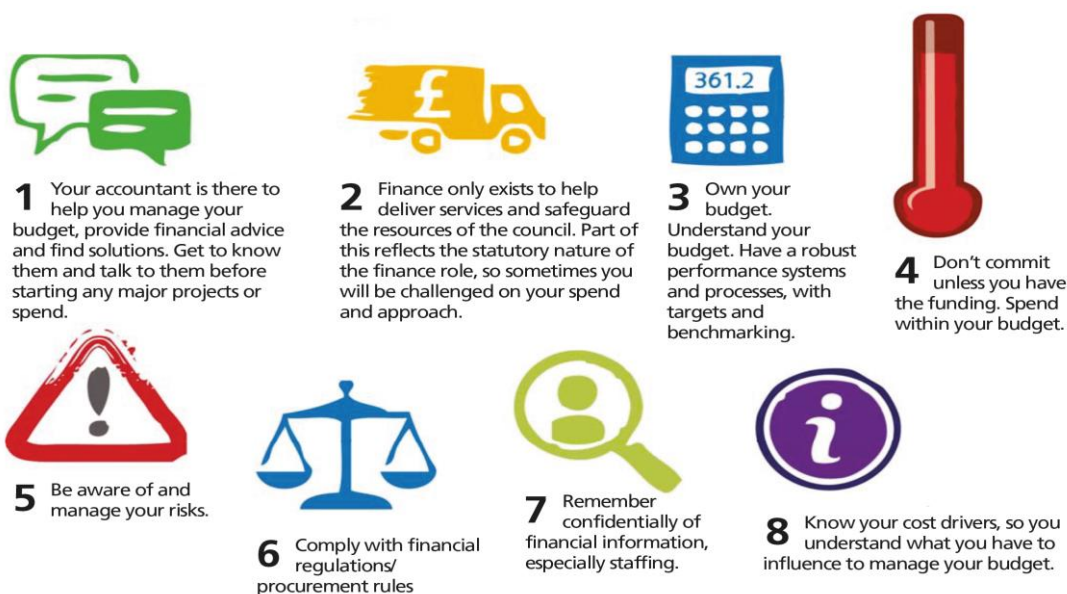 £
361.2
1 Your accountant is there to
help you manage your
budget, provide financial advice
and find solutions. Get to know
them and talk to them before
starting any major projects or
spend.
2 Finance only exists to help
deliver services and safeguard
the resources of the council. Part of
this reflects the statutory nature of
the finance role, so sometimes you
will be challenged on your spend
and approach.
3 Own your
budget.
Understand your
budget. Have a robust
performance systems
and processes, with
targets and
benchmarking.
4 Don’t commit
unless you have
the funding. Spend
within your budget.
!
5 Be aware of and
manage your risks.
6 Comply with financial
regulations/
procurement rules
7 Remember
confidentially of
financial information,
especially staffing.
i
8 Know your cost drivers, so you
understand what you have to
influence to manage your budget.